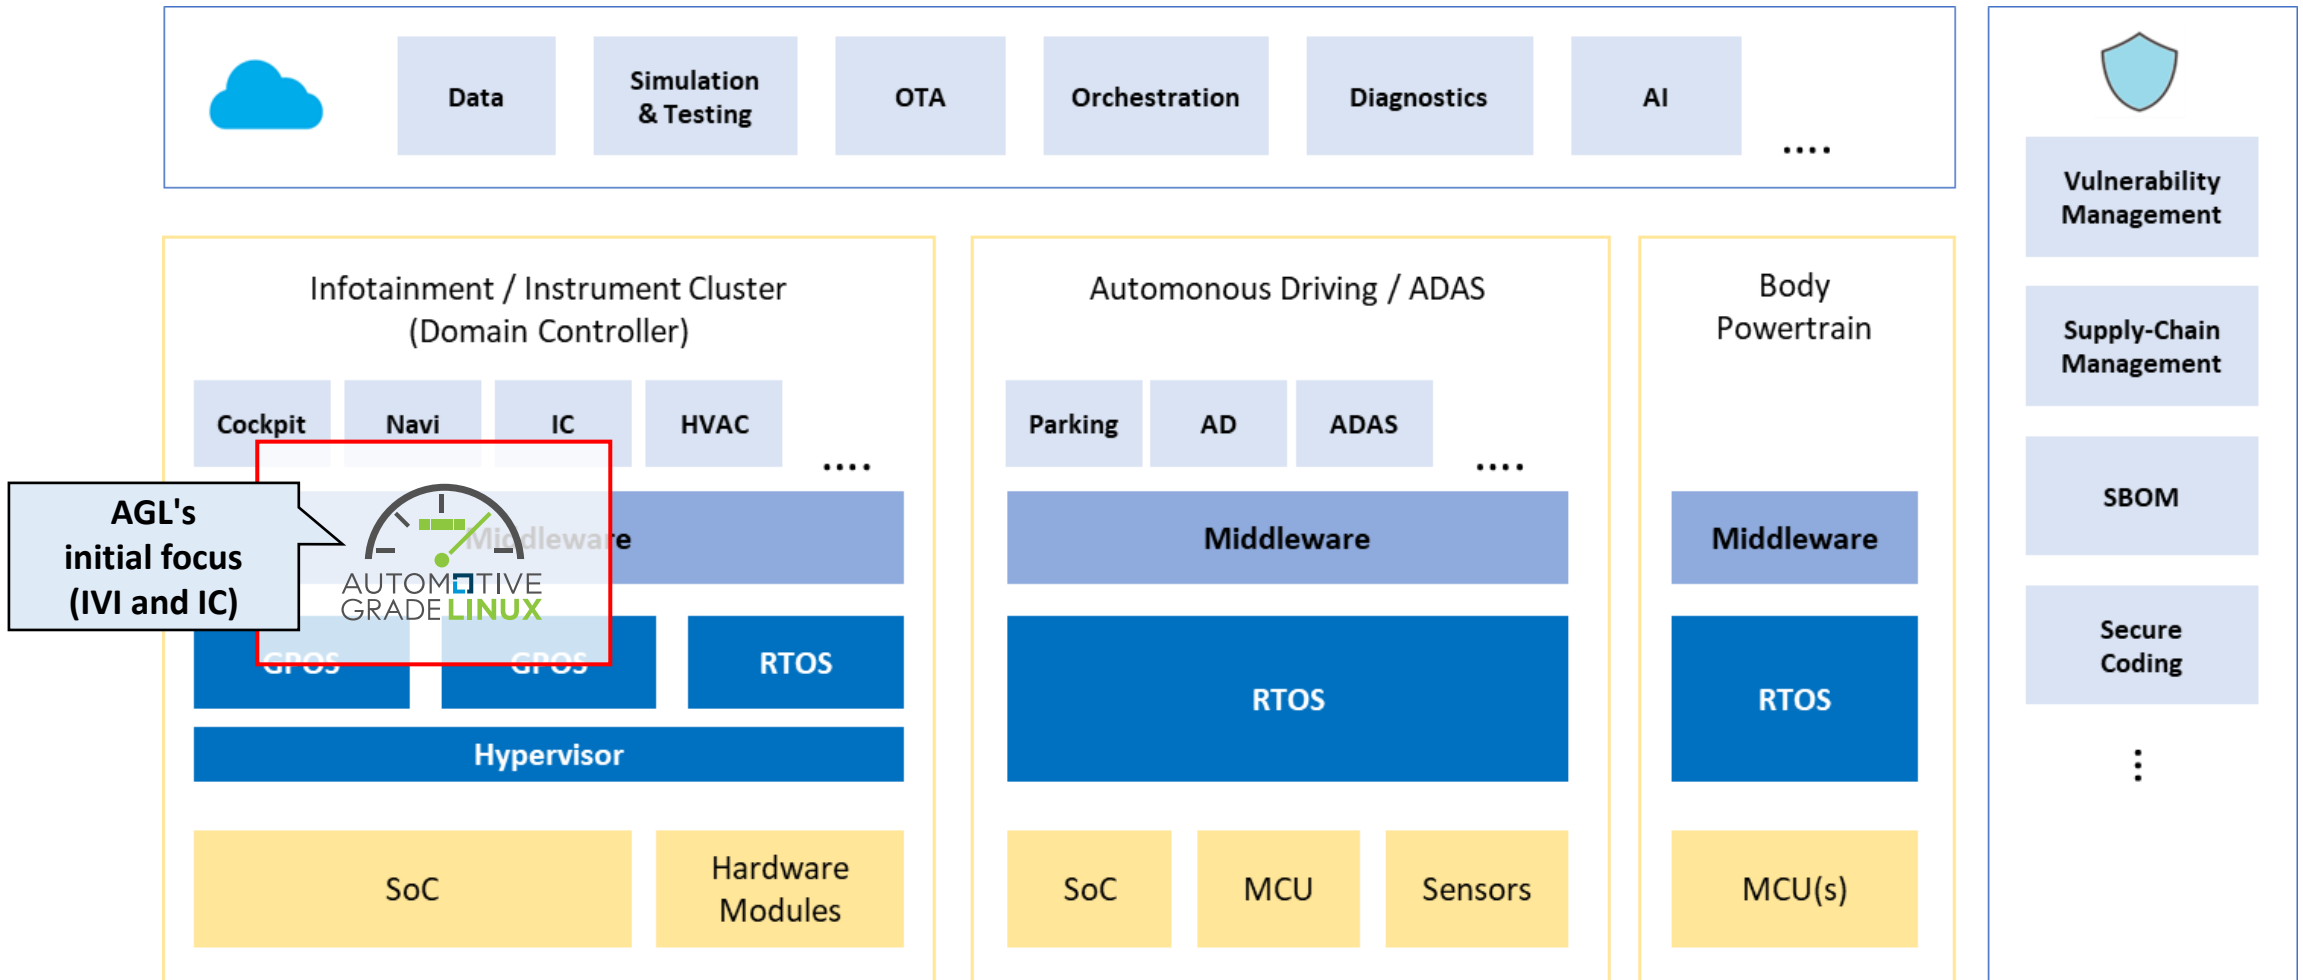 Data
Simulation
& Testing
OTA
Orchestration
Diagnostics
AI
....
Vulnerability
Management
Supply-Chain
Management
SBOM
Secure
Coding
...
Infotainment / Instrument Cluster
(Domain Controller)
Cockpit
Navi
IC
HVAC
....
AGL's
initial focus
(IVI and IC)
Middleware
AUTOMOTIVE
GRADE LINUX
GPOS
GPOS
RTOS
Hypervisor
SoC
Hardware
Modules
Automonous Driving / ADAS
Parking
AD
ADAS
....
Middleware
RTOS
SoC
MCU
Sensors
Body
Powertrain
Middleware
RTOS
MCU(s)